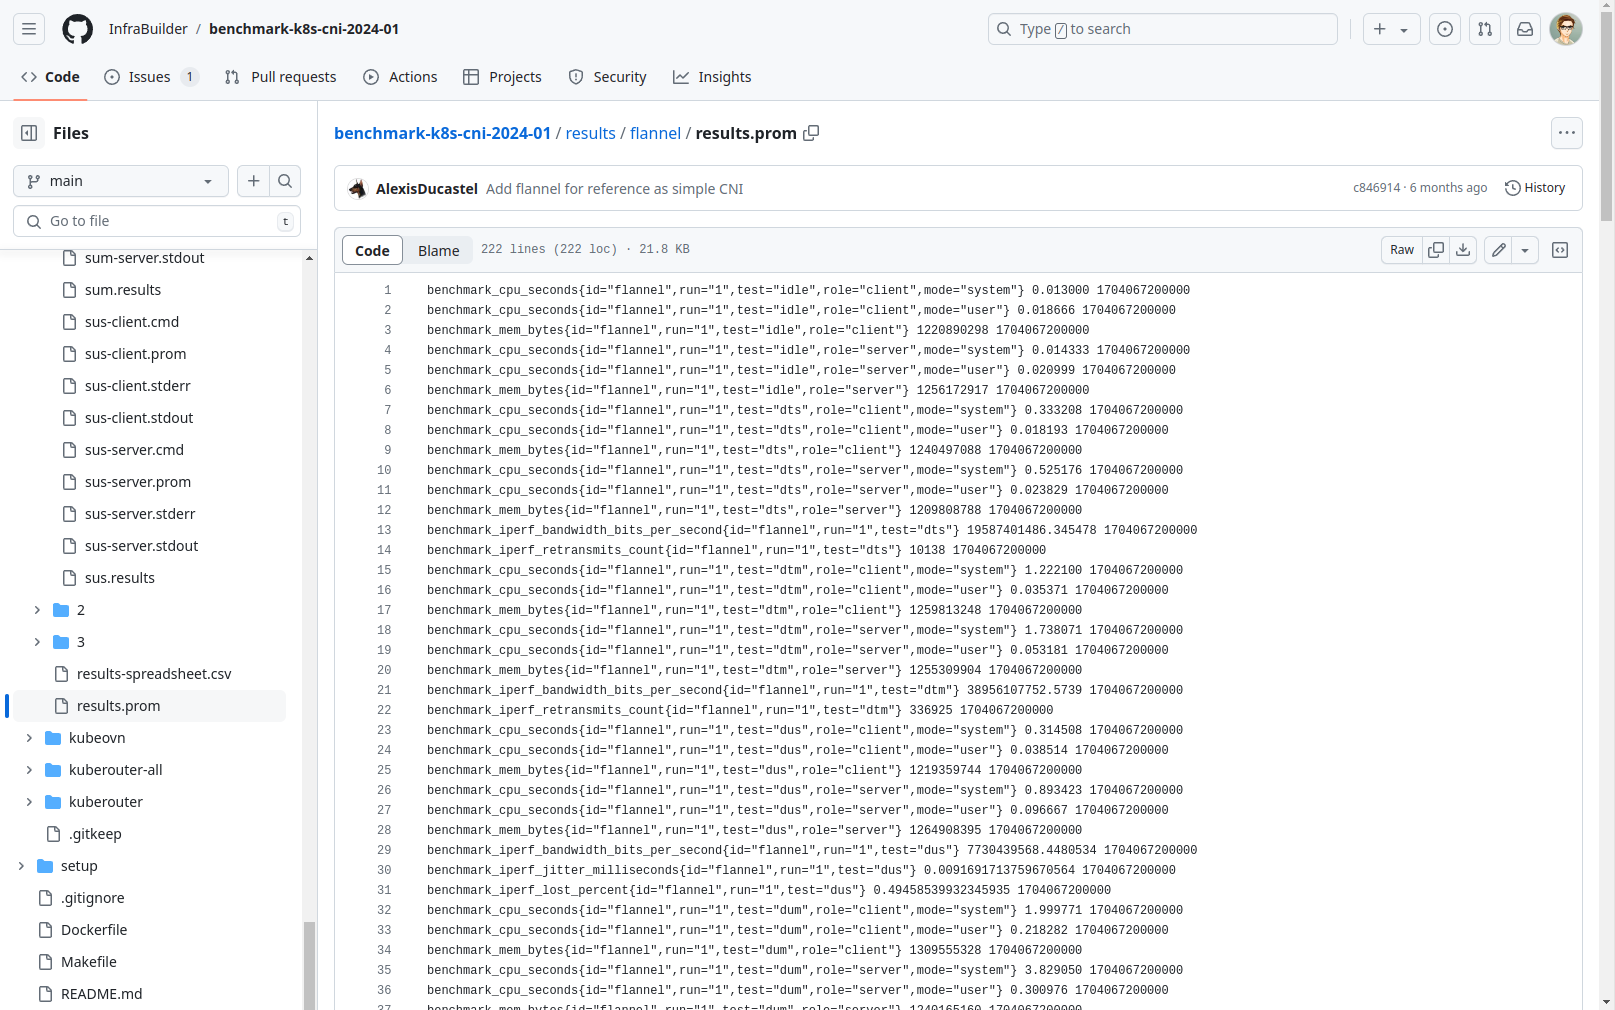 InfraBuilder / benchmark-k8s-cni-2024-01
Type / to search
Code
Issues 1
Pull requests
Actions
Projects
Security
Insights
Files
main
Go to file
t
sum-server.stdout
sum.results
sus-client.cmd
sus-client.prom
sus-client.stderr
sus-client.stdout
sus-server.cmd
sus-server.prom
sus-server.stderr
sus-server.stdout
sus.results
2
3
results-spreadsheet.csv
results.prom
kubeovn
kuberouter-all
kuberouter
.gitkeep
setup
.gitignore
Dockerfile
Makefile
README.md
benchmark-k8s-cni-2024-01 / results / flannel / results.prom
AlexisDucastel Add flannel for reference as simple CNI
c846914 · 6 months ago
History
Code
Blame
222 lines (222 loc) · 21.8 KB
Raw
1 benchmark_cpu_seconds{id="flannel",run="1",test="idle",role="client",mode="system"} 0.013000 1704067200000
2 benchmark_cpu_seconds{id="flannel",run="1",test="idle",role="client",mode="user"} 0.018666 1704067200000
3 benchmark_mem_bytes{id="flannel",run="1",test="idle",role="client"} 1220890298 1704067200000
4 benchmark_cpu_seconds{id="flannel",run="1",test="idle",role="server",mode="system"} 0.014333 1704067200000
5 benchmark_cpu_seconds{id="flannel",run="1",test="idle",role="server",mode="user"} 0.020999 1704067200000
6 benchmark_mem_bytes{id="flannel",run="1",test="idle",role="server"} 1256172917 1704067200000
7 benchmark_cpu_seconds{id="flannel",run="1",test="dts",role="client",mode="system"} 0.333208 1704067200000
8 benchmark_cpu_seconds{id="flannel",run="1",test="dts",role="client",mode="user"} 0.018193 1704067200000
9 benchmark_mem_bytes{id="flannel",run="1",test="dts",role="client"} 1240497088 1704067200000
10 benchmark_cpu_seconds{id="flannel",run="1",test="dts",role="server",mode="system"} 0.525176 1704067200000
11 benchmark_cpu_seconds{id="flannel",run="1",test="dts",role="server",mode="user"} 0.023829 1704067200000
12 benchmark_mem_bytes{id="flannel",run="1",test="dts",role="server"} 1209808788 1704067200000
13 benchmark_iperf_bandwidth_bits_per_second{id="flannel",run="1",test="dts"} 19587401486.345478 1704067200000
14 benchmark_iperf_retransmits_count{id="flannel",run="1",test="dts"} 10138 1704067200000
15 benchmark_cpu_seconds{id="flannel",run="1",test="dtm",role="client",mode="system"} 1.222100 1704067200000
16 benchmark_cpu_seconds{id="flannel",run="1",test="dtm",role="client",mode="user"} 0.035371 1704067200000
17 benchmark_mem_bytes{id="flannel",run="1",test="dtm",role="client"} 1259813248 1704067200000
18 benchmark_cpu_seconds{id="flannel",run="1",test="dtm",role="server",mode="system"} 1.738071 1704067200000
19 benchmark_cpu_seconds{id="flannel",run="1",test="dtm",role="server",mode="user"} 0.053181 1704067200000
20 benchmark_mem_bytes{id="flannel",run="1",test="dtm",role="server"} 1255309904 1704067200000
21 benchmark_iperf_bandwidth_bits_per_second{id="flannel",run="1",test="dtm"} 38956107752.5739 1704067200000
22 benchmark_iperf_retransmits_count{id="flannel",run="1",test="dtm"} 336925 1704067200000
23 benchmark_cpu_seconds{id="flannel",run="1",test="dus",role="client",mode="system"} 0.314508 1704067200000
24 benchmark_cpu_seconds{id="flannel",run="1",test="dus",role="client",mode="user"} 0.038514 1704067200000
25 benchmark_mem_bytes{id="flannel",run="1",test="dus",role="client"} 1219359744 1704067200000
26 benchmark_cpu_seconds{id="flannel",run="1",test="dus",role="server",mode="system"} 0.893423 1704067200000
27 benchmark_cpu_seconds{id="flannel",run="1",test="dus",role="server",mode="user"} 0.096667 1704067200000
28 benchmark_mem_bytes{id="flannel",run="1",test="dus",role="server"} 1264908395 1704067200000
29 benchmark_iperf_bandwidth_bits_per_second{id="flannel",run="1",test="dus"} 7730439568.4480534 1704067200000
30 benchmark_iperf_jitter_milliseconds{id="flannel",run="1",test="dus"} 0.0091691713759670564 1704067200000
31 benchmark_iperf_lost_percent{id="flannel",run="1",test="dus"} 0.49458539932345935 1704067200000
32 benchmark_cpu_seconds{id="flannel",run="1",test="dum",role="client",mode="system"} 1.999771 1704067200000
33 benchmark_cpu_seconds{id="flannel",run="1",test="dum",role="client",mode="user"} 0.218282 1704067200000
34 benchmark_mem_bytes{id="flannel",run="1",test="dum",role="client"} 1309555328 1704067200000
35 benchmark_cpu_seconds{id="flannel",run="1",test="dum",role="server",mode="system"} 3.829050 1704067200000
36 benchmark_cpu_seconds{id="flannel",run="1",test="dum",role="server",mode="user"} 0.300976 1704067200000
37 benchmark_mem_bytes{id="flannel",run="1",test="dum",role="server"} 1240165160 1704067200000